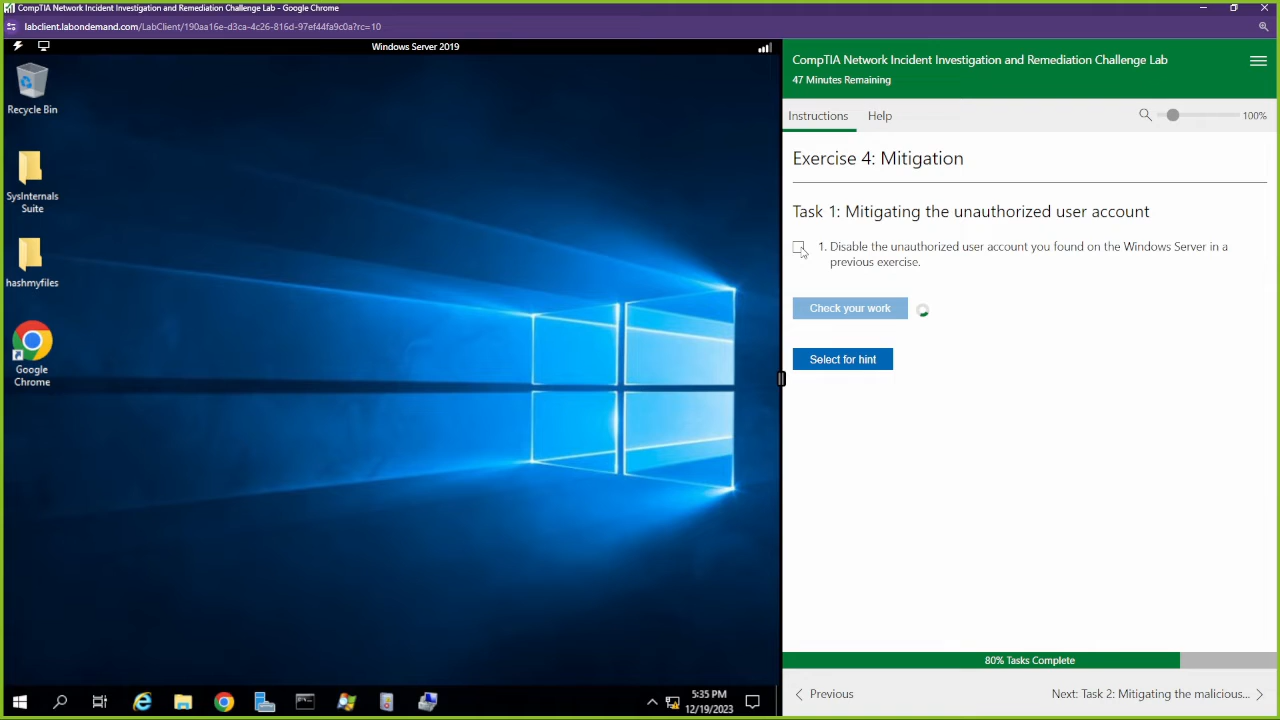 CompTIA Network Incident Investigation and Remediation Challenge Lab - Google Chrome
labclient.labondemand.com/LabClient/190aa16e-d3ca-4c26-816d-97ef44fa9c0a?rc=10
Windows Server 2019
Recycle Bin
SysInternals
Suite
hashmyfiles
Google
Chrome
5:35 PM
12/19/2023
CompTIA Network Incident Investigation and Remediation Challenge Lab
47 Minutes Remaining
Instructions Help 100%
Exercise 4: Mitigation
Task 1: Mitigating the unauthorized user account
1. Disable the unauthorized user account you found on the Windows Server in a
previous exercise.
Check your work
Select for hint
80% Tasks Complete
Previous Next: Task 2: Mitigating the malicious...